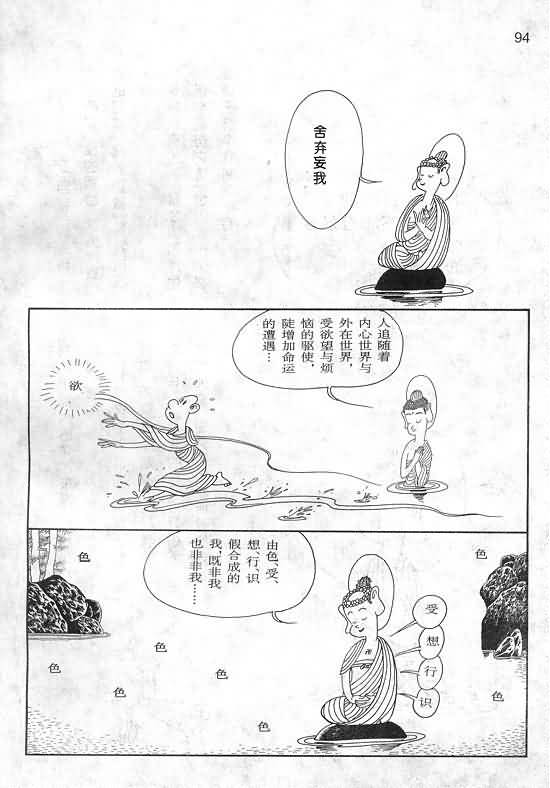 94
舍弃妄我
人追随着
内心世界与
外在世界,
受欲望与烦
恼的驱使,
陡增加命运
的遭遇…
欲
由色、受、
想、行、识
假合成的
我,既非我
也非非我……
色
色
色
色
色
色
色
受
想
行
识